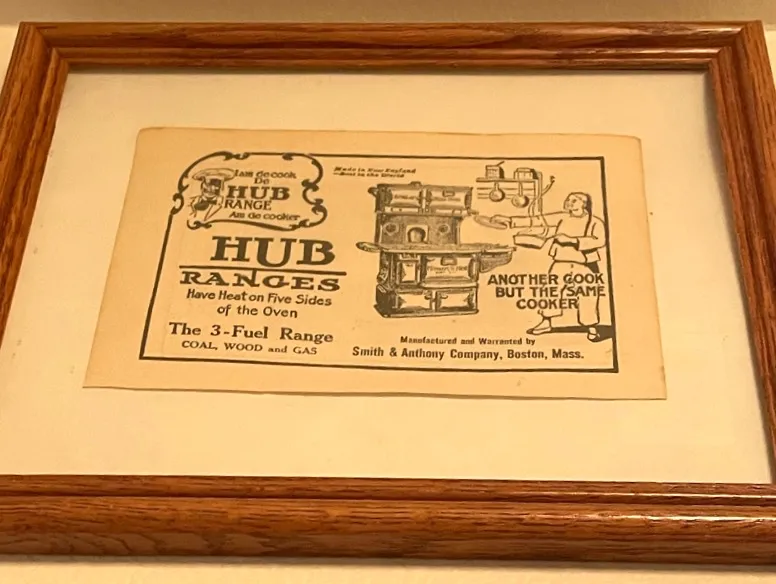 I am de cook
De
HUB
RANGE
Am de cooker
Made in New England
—Best in the World
HUB
RANGES
Have Heat on Five Sides
of the Oven
The 3-Fuel Range
COAL, WOOD and GAS
ANOTHER COOK
BUT THE SAME
COOKER
Manufactured and Warranted by
Smith & Anthony Company, Boston, Mass.